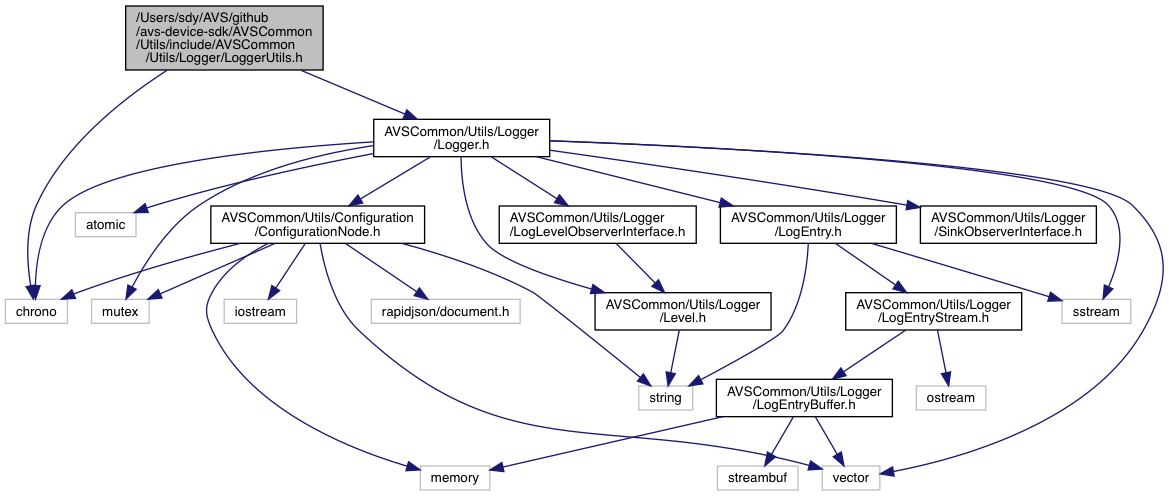 /Users/sdy/AVS/github
/avs-device-sdk/AVSCommon
/Utils/include/AVSCommon
/Utils/Logger/LoggerUtils.h
AVSCommon/Utils/Logger
/Logger.h
atomic
AVSCommon/Utils/Configuration
/ConfigurationNode.h
AVSCommon/Utils/Logger
/LogLevelObserverInterface.h
AVSCommon/Utils/Logger
/LogEntry.h
AVSCommon/Utils/Logger
/SinkObserverInterface.h
chrono
mutex
iostream
rapidjson/document.h
AVSCommon/Utils/Logger
/Level.h
AVSCommon/Utils/Logger
/LogEntryStream.h
sstream
string
AVSCommon/Utils/Logger
/LogEntryBuffer.h
ostream
memory
streambuf
vector